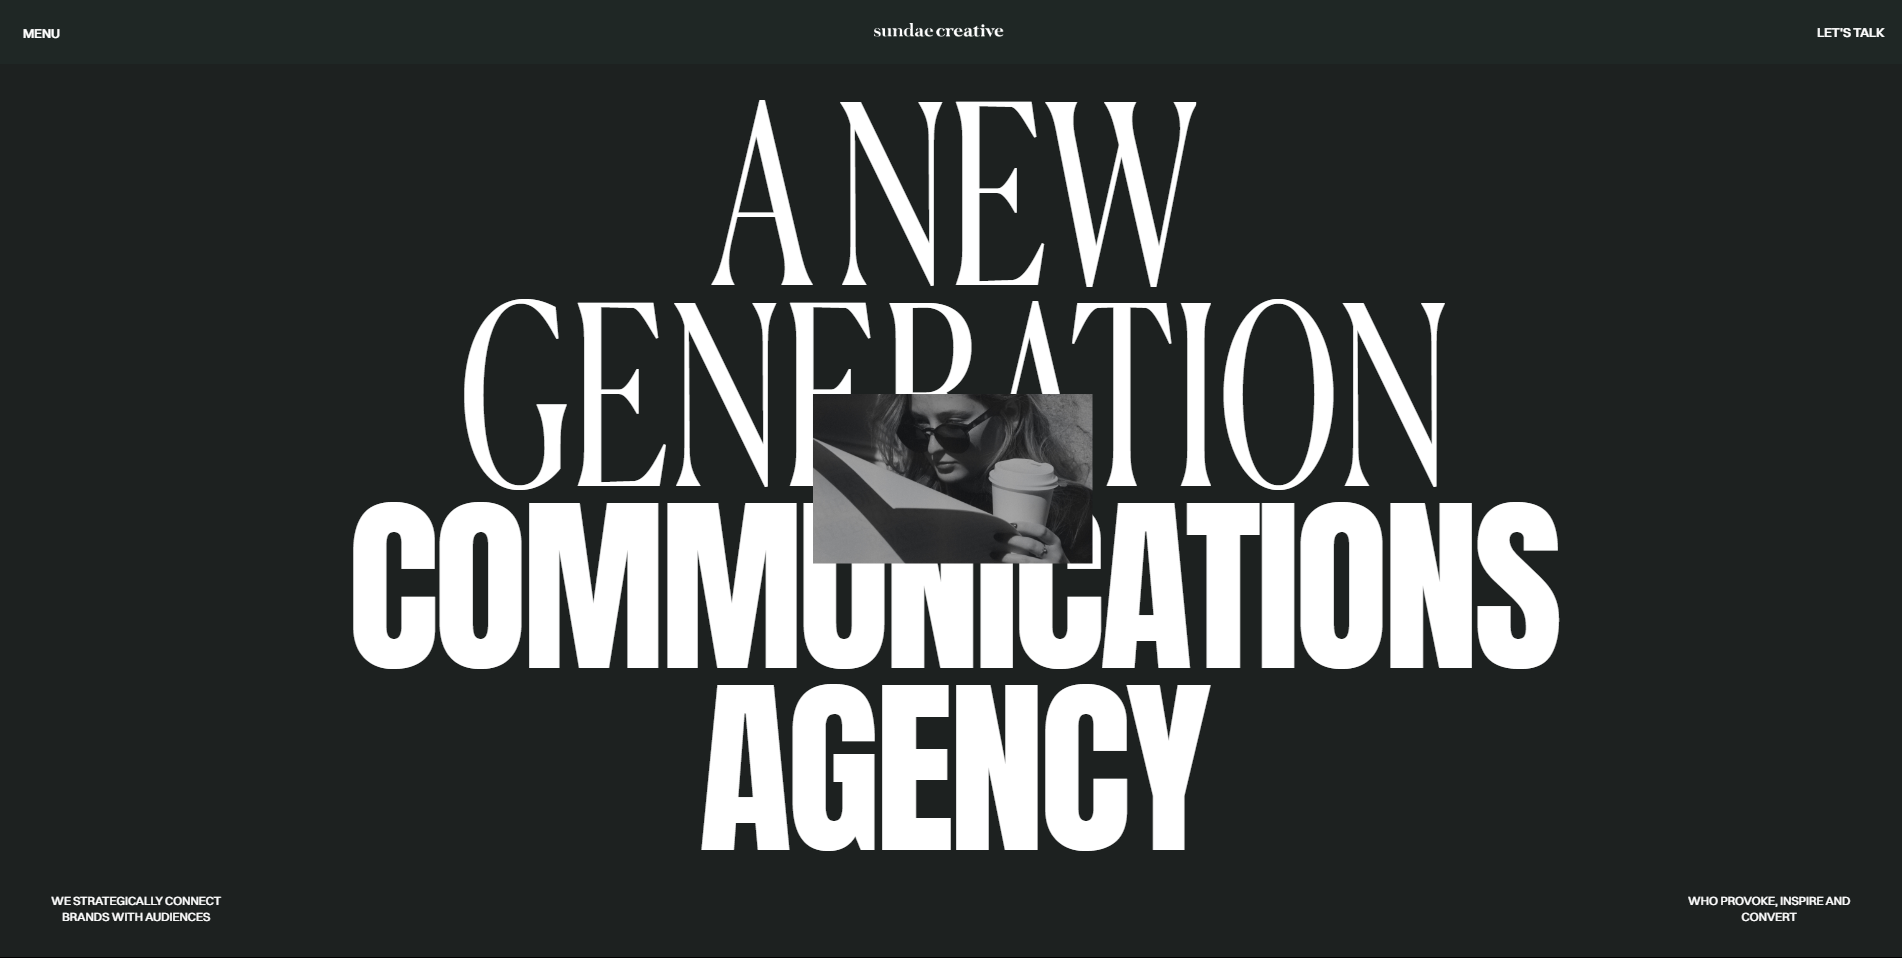 MENU
sundae creative
LET'S TALK
A NEW
GENERATION
COMMUNICATIONS
AGENCY
WE STRATEGICALLY CONNECT
BRANDS WITH AUDIENCES
WHO PROVOKE, INSPIRE AND
CONVERT